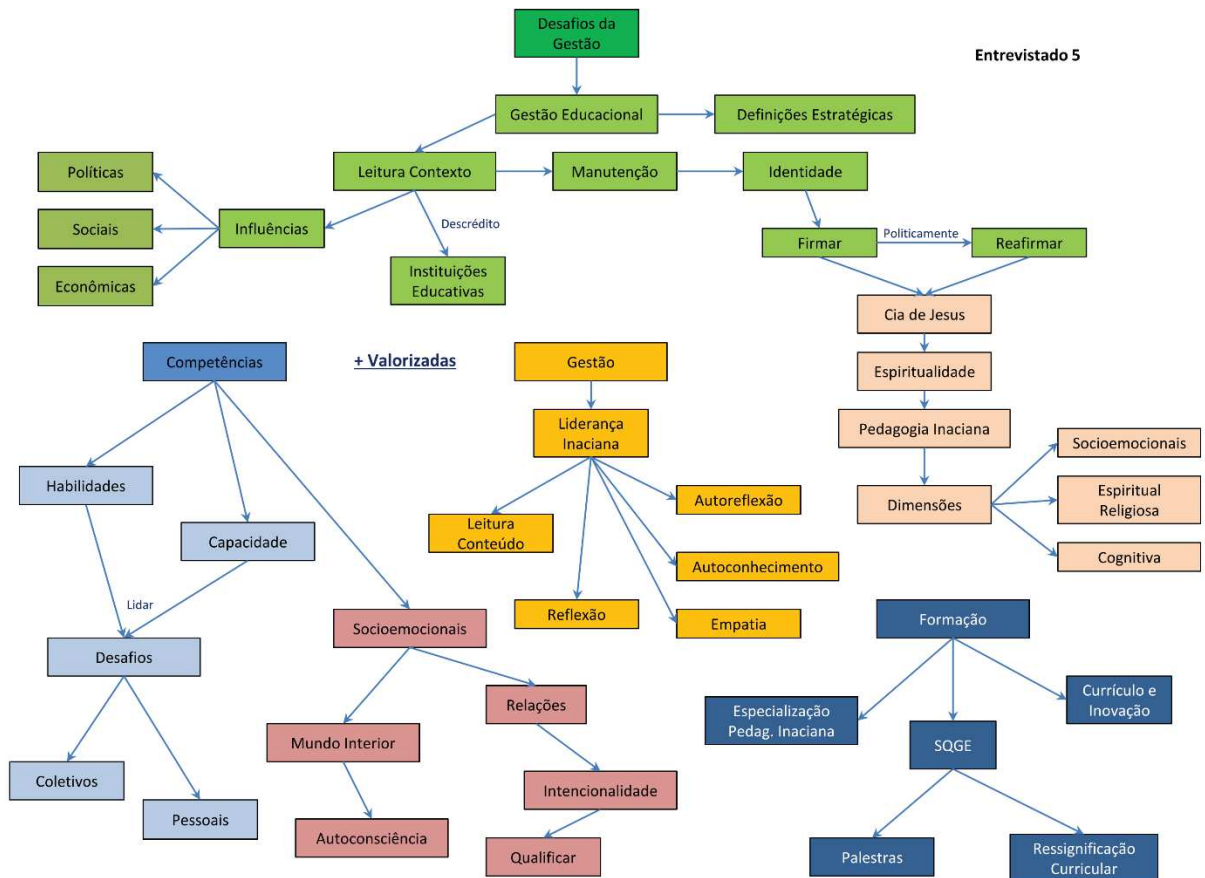 Desafios da
Gestão
Entrevistado 5
Gestão Educacional
Definições Estratégicas
Leitura Contexto
Manutenção
Identidade
Políticas
Sociais
Econômicas
Influências
Descrédito
Instituições
Educativas
Firmar
Politicamente
Reafirmar
Cia de Jesus
Espiritualidade
Pedagogia Inaciana
Dimensões
Socioemocionais
Espiritual
Religiosa
Cognitiva
Competências
+ Valorizadas
Habilidades
Capacidade
Lidar
Desafios
Coletivos
Pessoais
Socioemocionais
Mundo Interior
Autoconsciência
Relações
Intencionalidade
Qualificar
Gestão
Liderança
Inaciana
Leitura
Conteúdo
Reflexão
Autoreflexão
Autoconhecimento
Empatia
Formação
Especialização
Pedag. Inaciana
SQGE
Currículo e
Inovação
Palestras
Ressignificação
Curricular